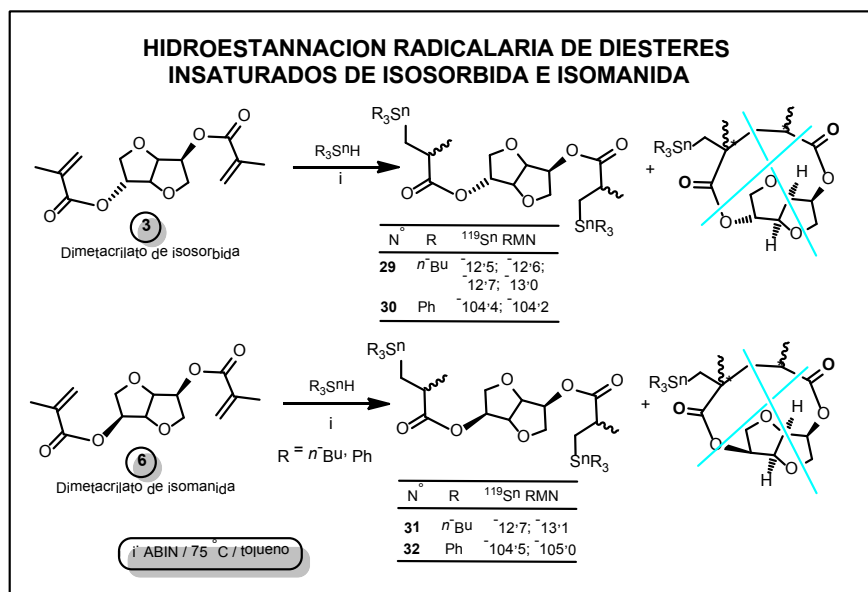 HIDROESTANNACION RADICALARIA DE DIESTERES
INSATURADOS DE ISOSORBIDA E ISOMANIDA
O
O
O
O
O
O
3
Dimetacrilato de isosorbida
R₃SnH
i
R₃Sn
O
O
O
O
O
O
SnR₃
+
R₃Sn
*
*
O
O
O
H
O
O
O
H
N° R ¹¹⁹Sn RMN
29 n-Bu -12,5; -12,6;
-12,7; -13,0
30 Ph -104,4; -104,2
O
O
O
O
O
O
6
Dimetacrilato de isomanida
R₃SnH
i
R = n-Bu, Ph
R₃Sn
O
O
O
O
O
O
SnR₃
+
R₃Sn
*
*
O
O
O
H
O
O
O
H
N° R ¹¹⁹Sn RMN
31 n-Bu -12,7; -13,1
32 Ph -104,5; -105,0
i: ABIN / 75 °C / tolueno